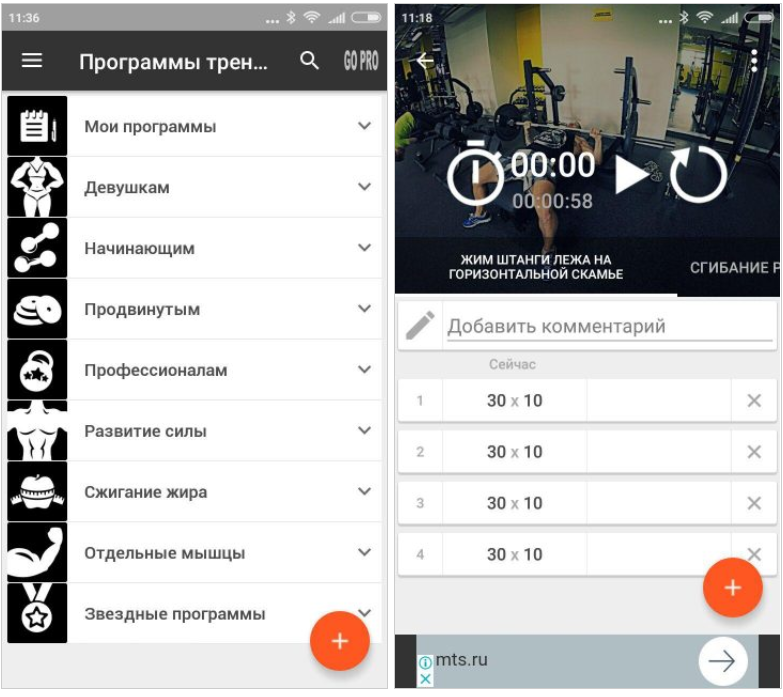 11:36
Программы трен...
GO PRO
Мои программы
Девушкам
Начинающим
Продвинутым
Профессионалам
Развитие силы
Сжигание жира
Отдельные мышцы
Звездные программы
+
11:18
00:00
00:00:58
ЖИМ ШТАНГИ ЛЕЖА НА
ГОРИЗОНТАЛЬНОЙ СКАМЬЕ
СГИБАНИЕ Р
Добавить комментарий
Сейчас
1 30 x 10
2 30 x 10
3 30 x 10
4 30 x 10
+
mts.ru